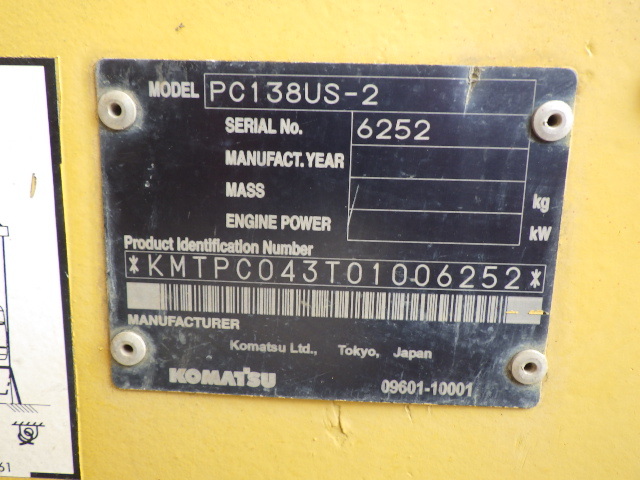 MODEL PC138US-2
SERIAL No. 6252
MANUFACT.YEAR
MASS kg
ENGINE POWER kW
Product Identification Number
*KMTPC043T01006252*
MANUFACTURER
Komatsu Ltd., Tokyo, Japan
KOMATSU 09601-10001
61